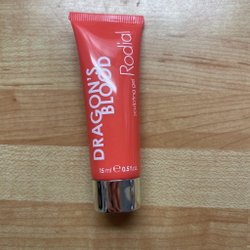 DRAGON'S
BLOOD
Rodial
sculpting gel
15 ml ℮ 0.5 fl. oz.